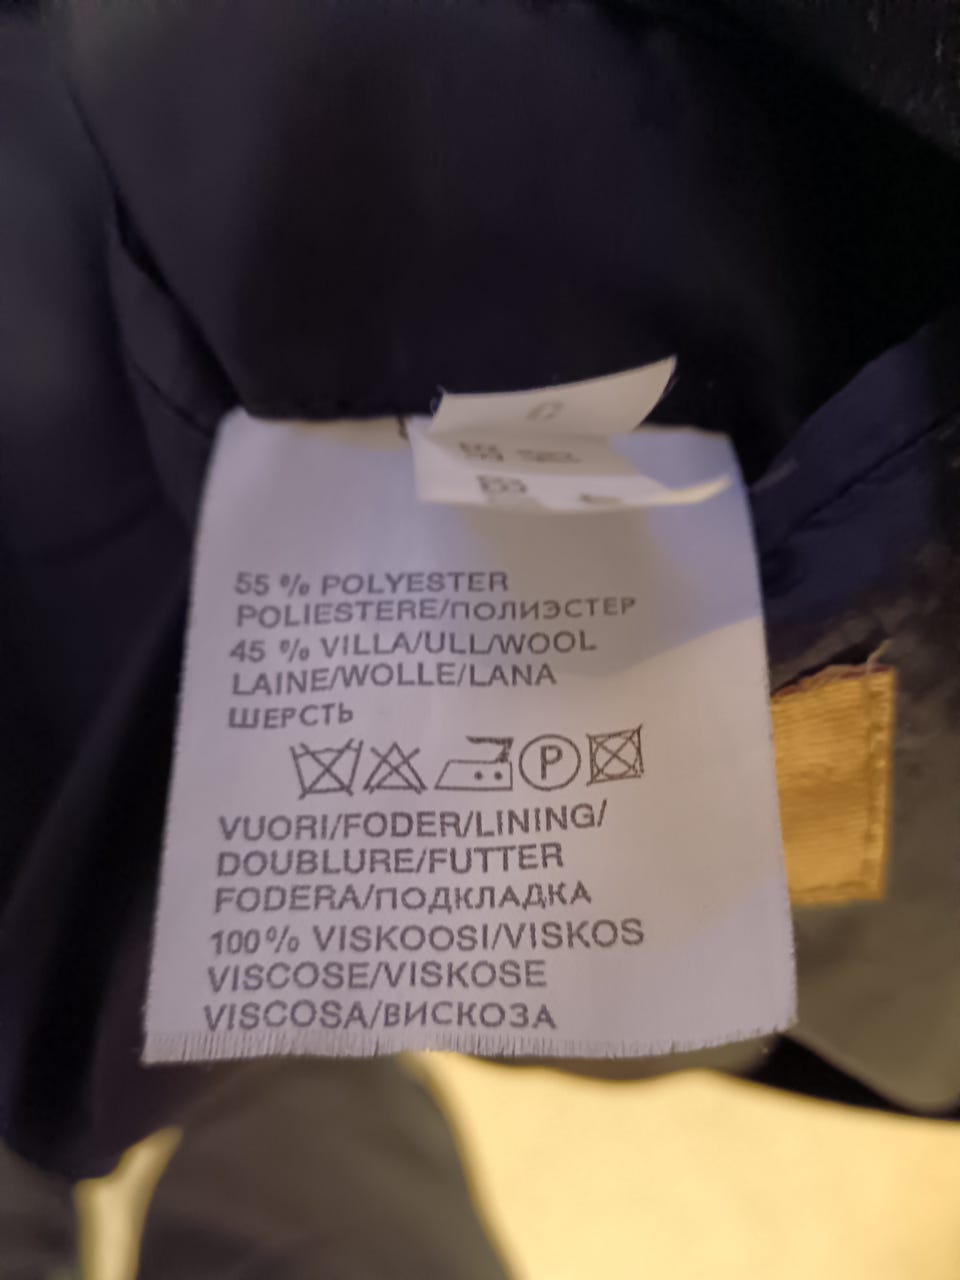 55 % POLYESTER
POLIESTERE/ПОЛИЭСТЕР
45 % VILLA/ULL/WOOL
LAINE/WOLLE/LANA
ШЕРСТЬ
P
VUORI/FODER/LINING/
DOUBLURE/FUTTER
FODERA/ПОДКЛАДКА
100% VISKOOSI/VISKOS
VISCOSE/VISKOSE
VISCOSA/ВИСКОЗА